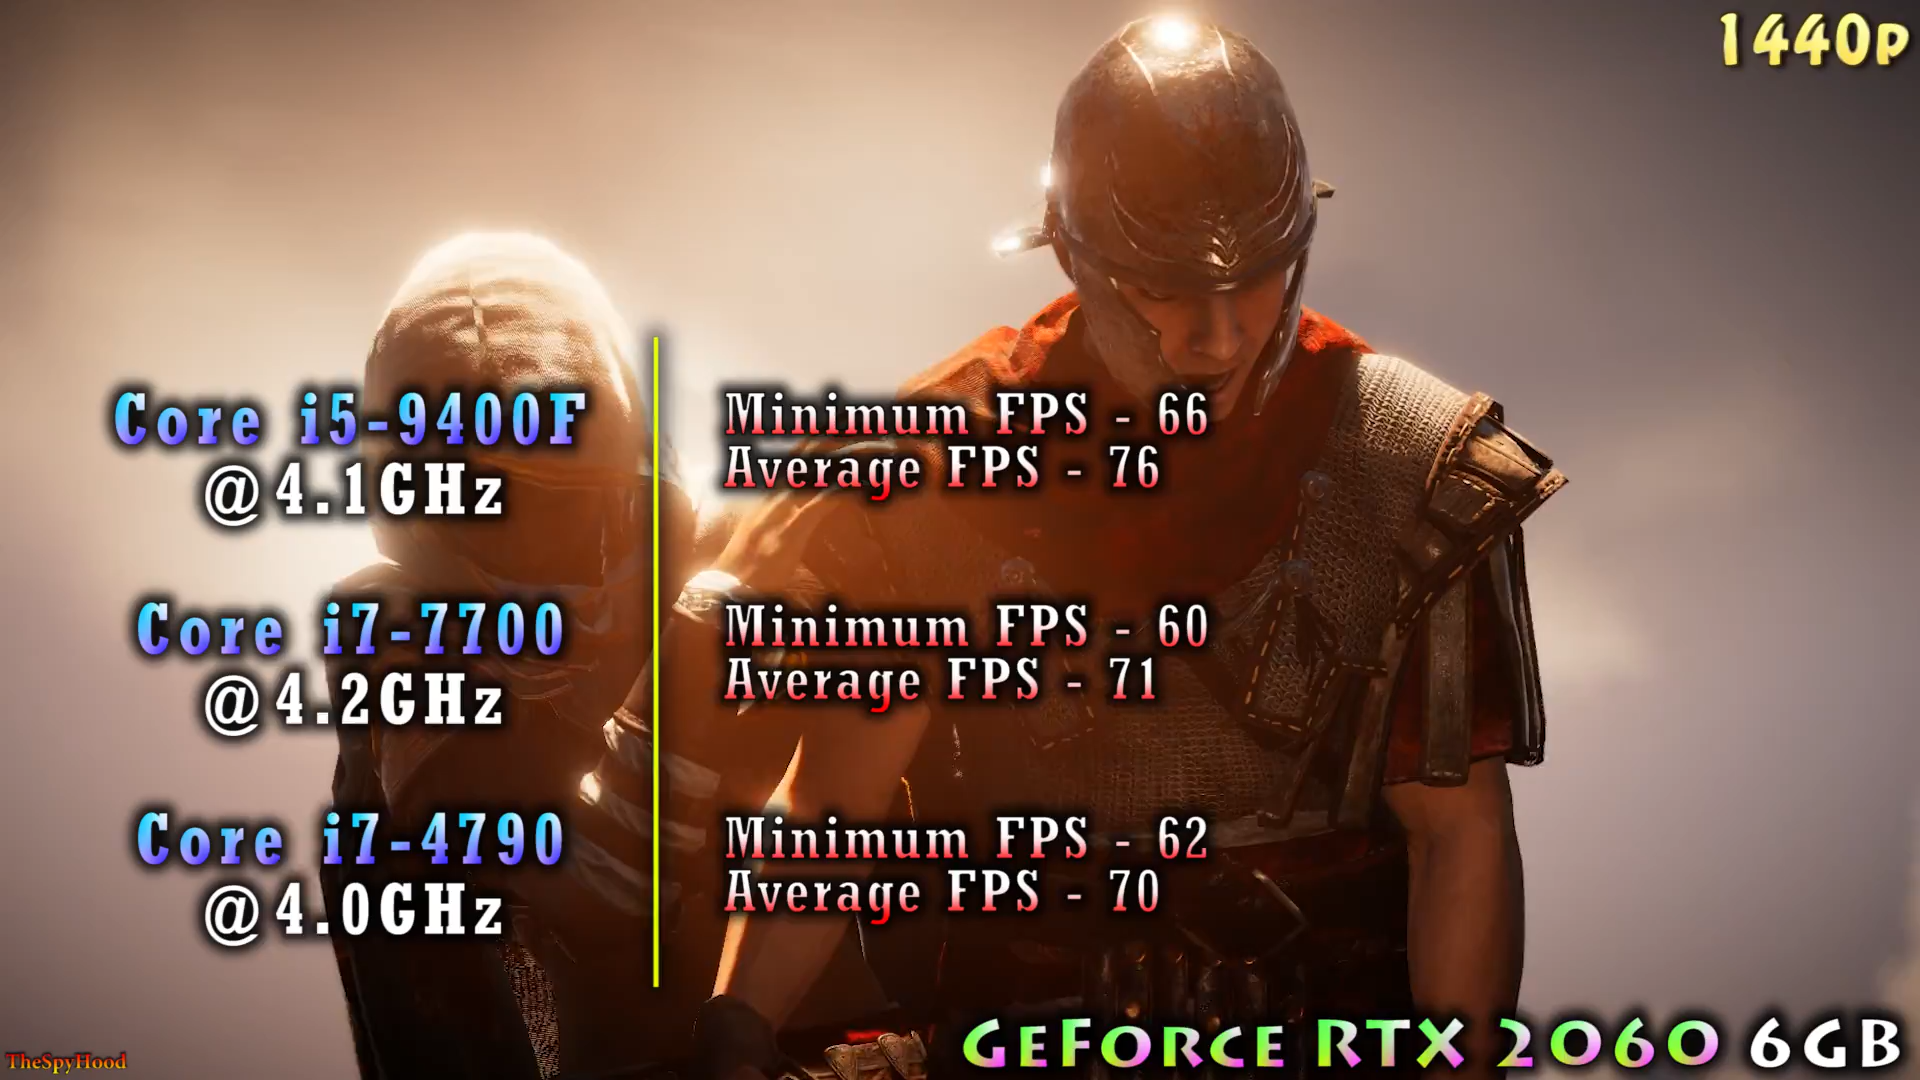 1440p
Core i5-9400F
@4.1GHz
Minimum FPS - 66
Average FPS - 76
Core i7-7700
@4.2GHz
Minimum FPS - 60
Average FPS - 71
Core i7-4790
@4.0GHz
Minimum FPS - 62
Average FPS - 70
GeForce RTX 2060 6GB
TheSpyHood